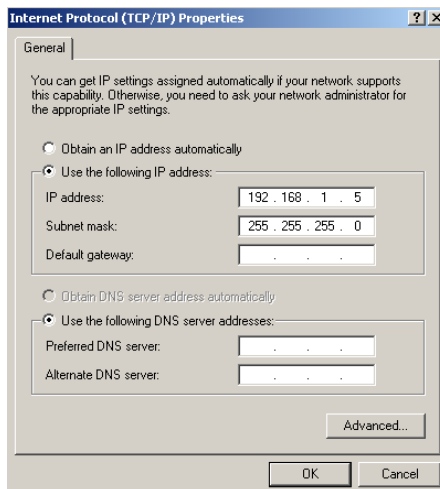 Internet Protocol (TCP/IP) Properties
General
You can get IP settings assigned automatically if your network supports
this capability. Otherwise, you need to ask your network administrator for
the appropriate IP settings.
Obtain an IP address automatically
Use the following IP address:
IP address: 192 . 168 . 1 . 5
Subnet mask: 255 . 255 . 255 . 0
Default gateway: . . .
Obtain DNS server address automatically
Use the following DNS server addresses:
Preferred DNS server: . . .
Alternate DNS server: . . .
Advanced...
OK Cancel